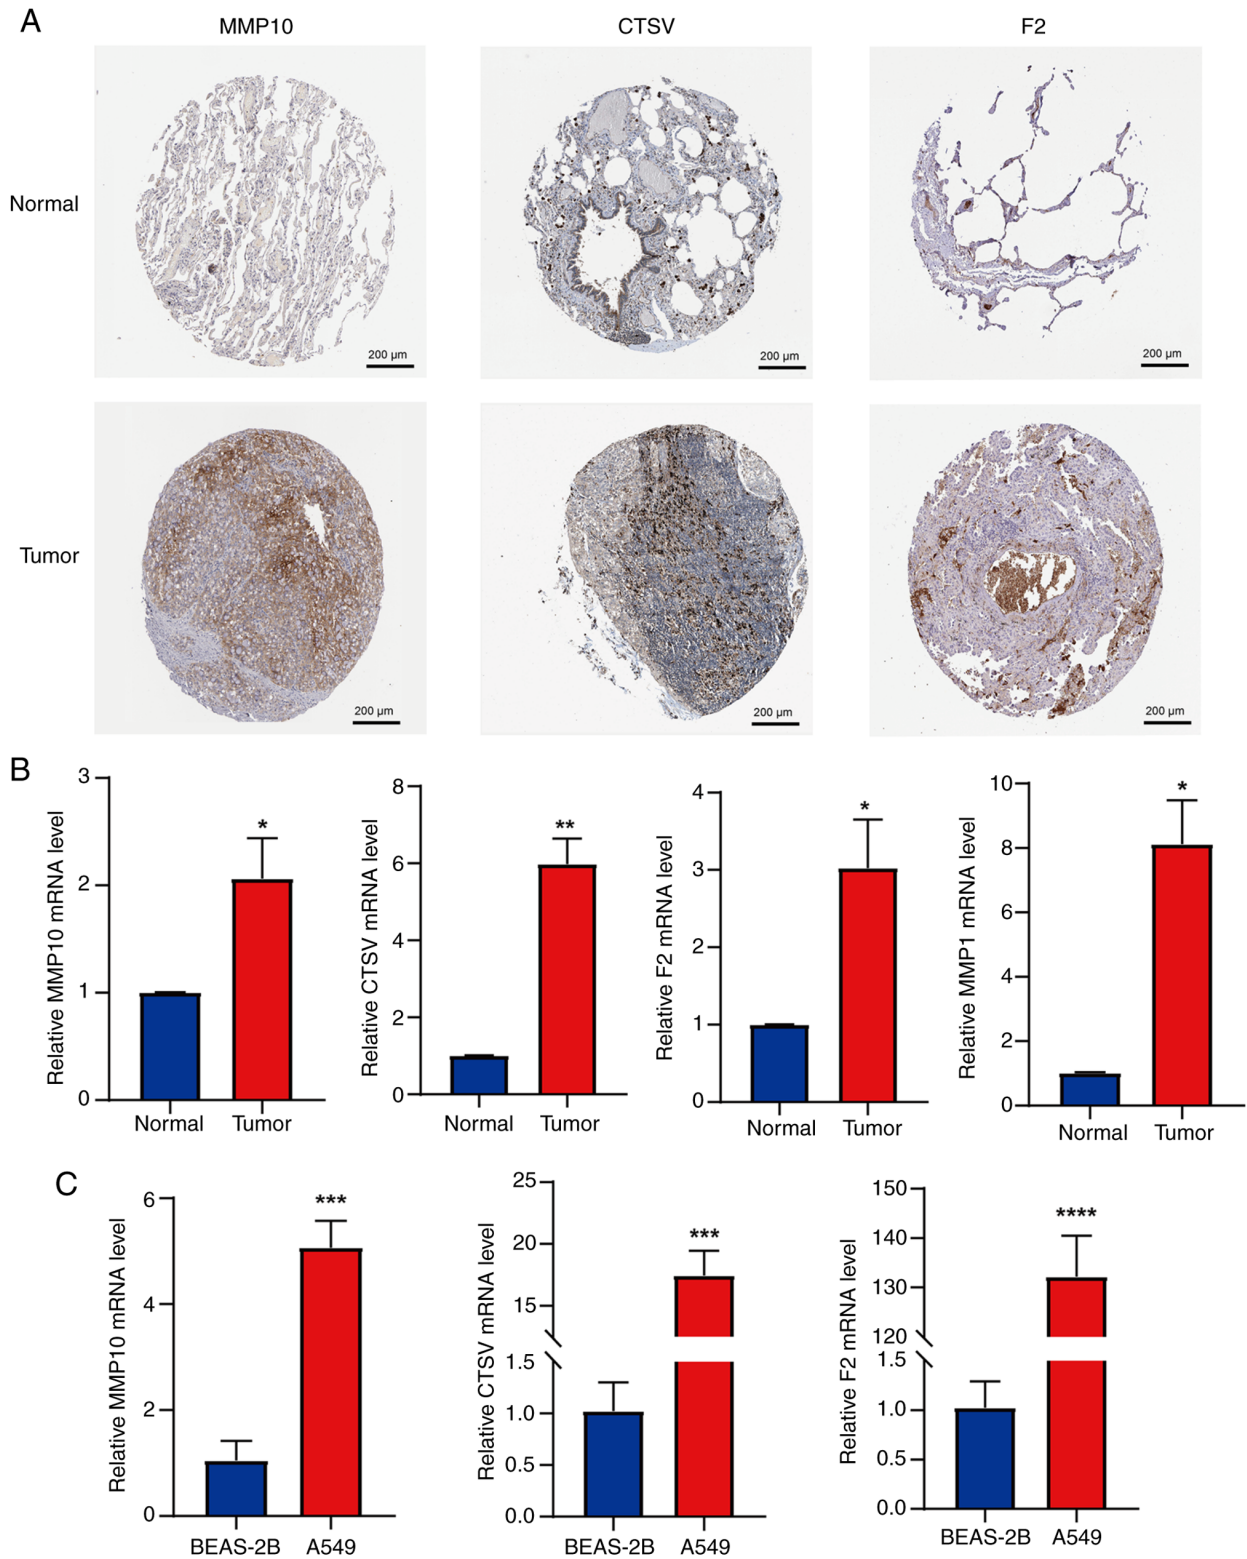 A
MMP10 CTSV F2
Normal
200 µm 200 µm 200 µm
Tumor
200 µm 200 µm 200 µm
B
Relative MMP10 mRNA level
3
2
1
0
*
Normal Tumor
Relative CTSV mRNA level
8
6
4
2
0
**
Normal Tumor
Relative F2 mRNA level
4
3
2
1
0
*
Normal Tumor
Relative MMP1 mRNA level
10
8
6
4
2
0
*
Normal Tumor
C
Relative MMP10 mRNA level
6
4
2
0
***
BEAS-2B A549
Relative CTSV mRNA level
25
20
15
1.5
1.0
0.5
0.0
***
BEAS-2B A549
Relative F2 mRNA level
150
140
130
120
1.5
1.0
0.5
0.0
****
BEAS-2B A549